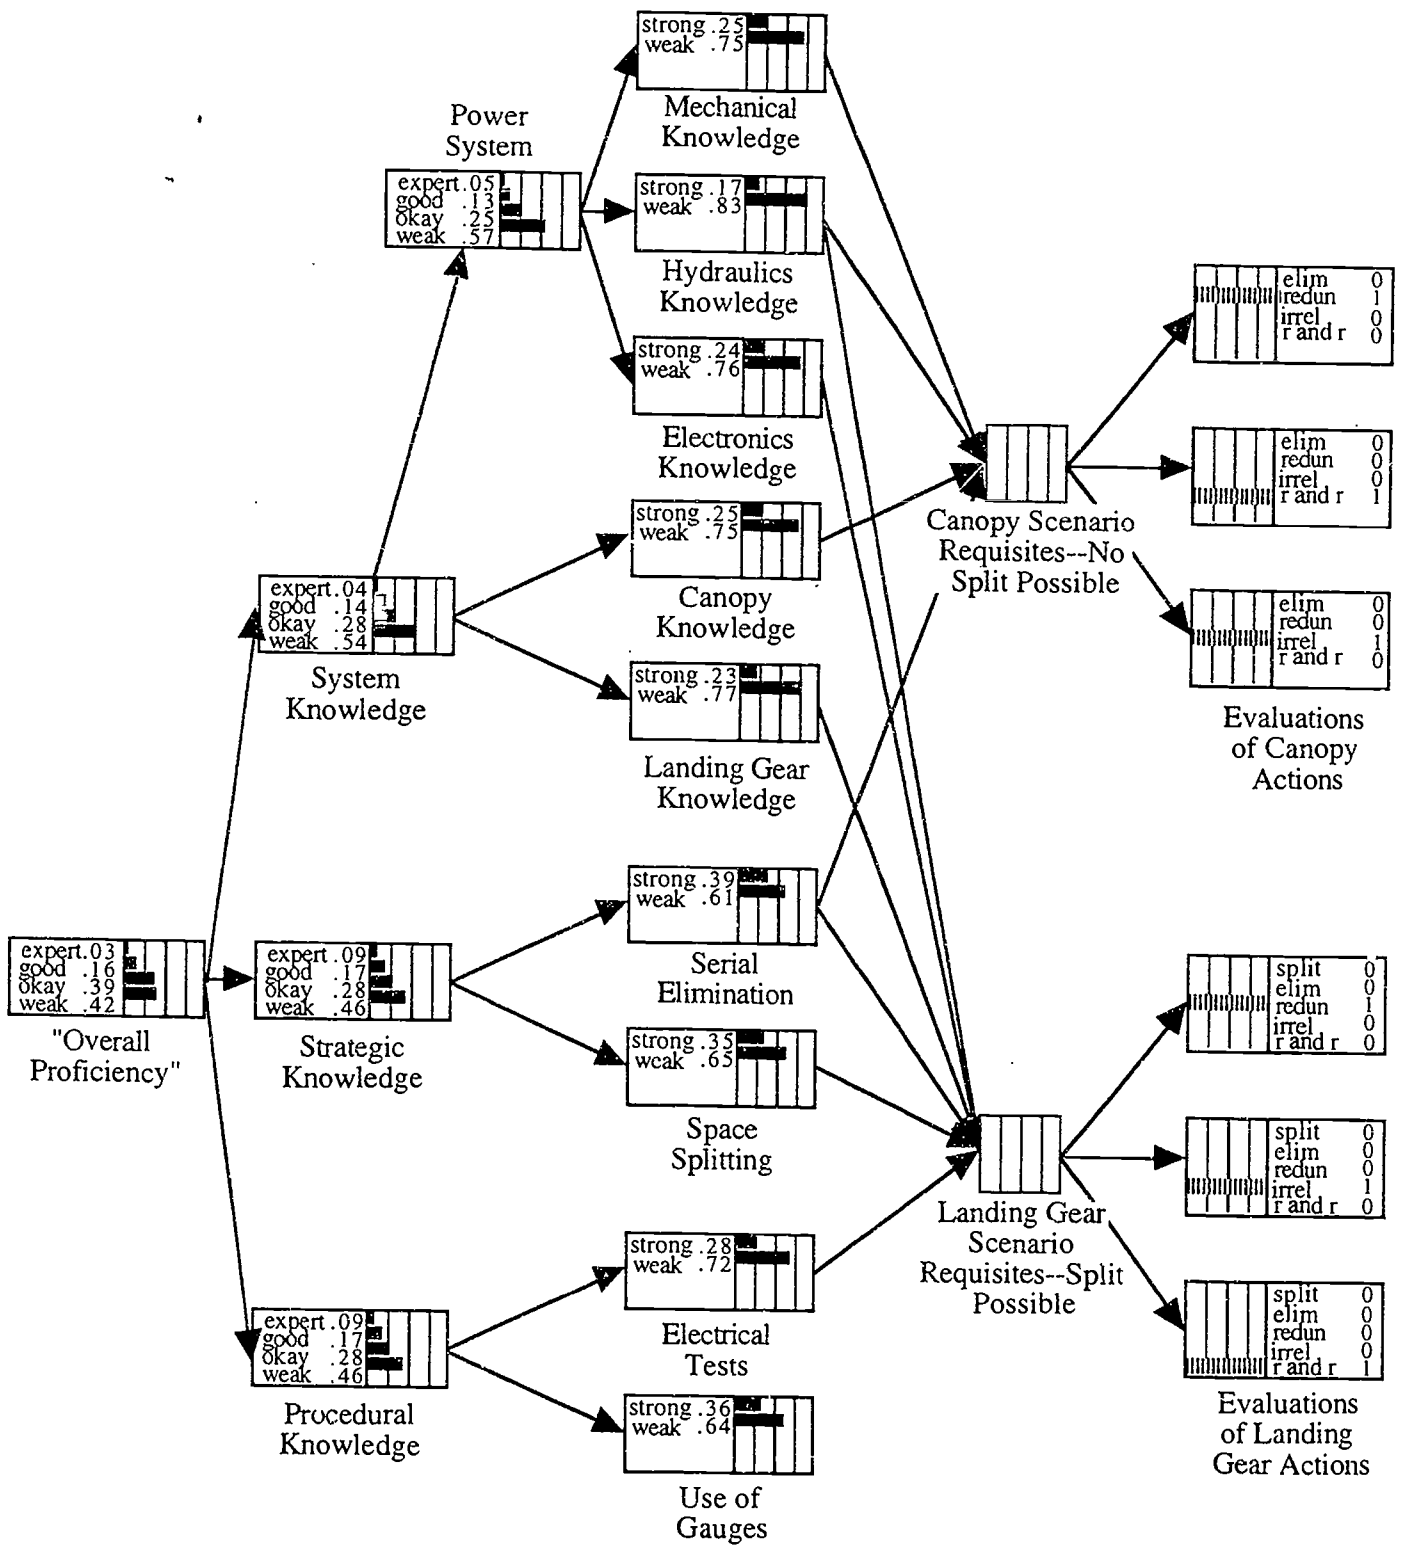 strong .25
weak .75
Mechanical
Knowledge
Power
System
expert .05
good .13
okay .25
weak .57
strong .17
weak .83
Hydraulics
Knowledge
strong .24
weak .76
Electronics
Knowledge
strong .25
weak .75
Canopy
Knowledge
expert .04
good .14
okay .28
weak .54
System
Knowledge
strong .23
weak .77
Landing Gear
Knowledge
strong .39
weak .61
Serial
Elimination
expert .03
good .16
okay .39
weak .42
"Overall
Proficiency"
expert .09
good .17
okay .28
weak .46
Strategic
Knowledge
strong .35
weak .65
Space
Splitting
strong .28
weak .72
Electrical
Tests
expert .09
good .17
okay .28
weak .46
Procedural
Knowledge
strong .36
weak .64
Use of
Gauges
Canopy Scenario
Requisites--No
Split Possible
elim 0
redun 1
irrel 0
r and r 0
elim 0
redun 0
irrel 0
r and r 1
elim 0
redun 0
irrel 1
r and r 0
Evaluations
of Canopy
Actions
Landing Gear
Scenario
Requisites--Split
Possible
split 0
elim 0
redun 1
irrel 0
r and r 0
split 0
elim 0
redun 0
irrel 1
r and r 0
split 0
elim 0
redun 0
irrel 0
r and r 1
Evaluations
of Landing
Gear Actions